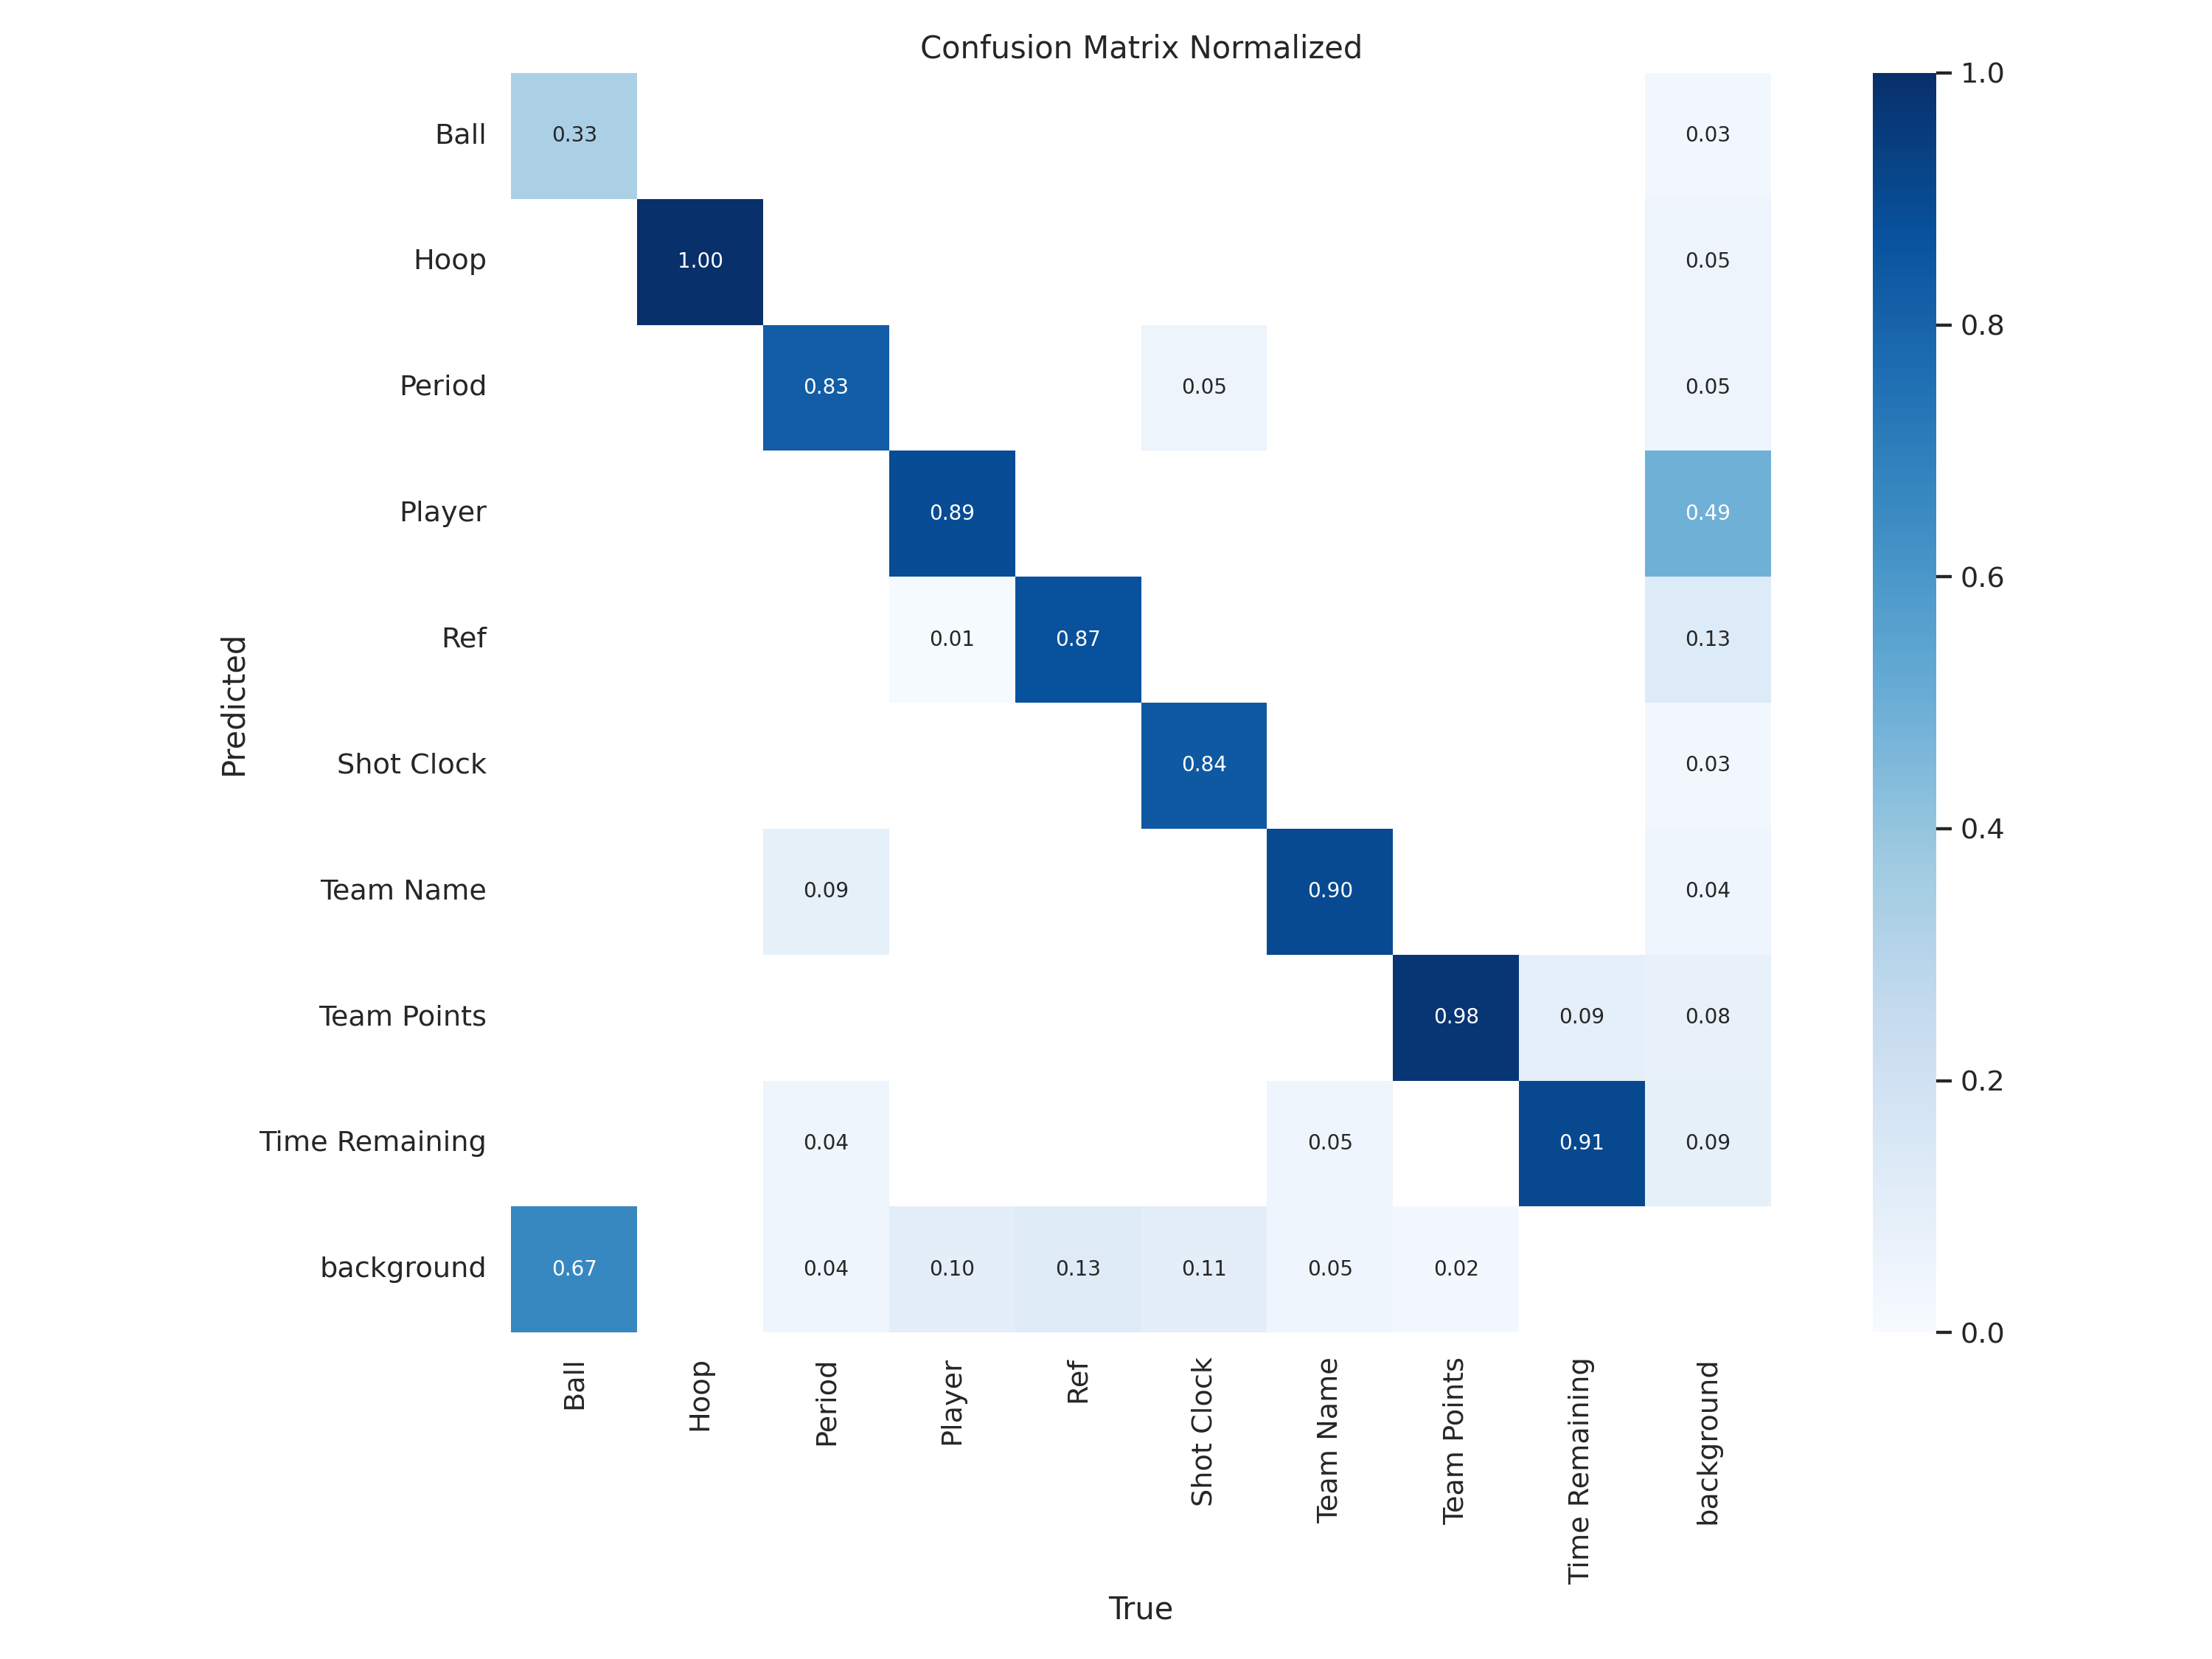 Confusion Matrix Normalized
Ball 0.33 0.03
Hoop 1.00 0.05
Period 0.83 0.05 0.05
Player 0.89 0.49
Ref 0.01 0.87 0.13
Shot Clock 0.84 0.03
Team Name 0.09 0.90 0.04
Team Points 0.98 0.09 0.08
Time Remaining 0.04 0.05 0.91 0.09
background 0.67 0.04 0.10 0.13 0.11 0.05 0.02
Predicted
Ball Hoop Period Player Ref Shot Clock Team Name Team Points Time Remaining background
True
1.0
0.8
0.6
0.4
0.2
0.0